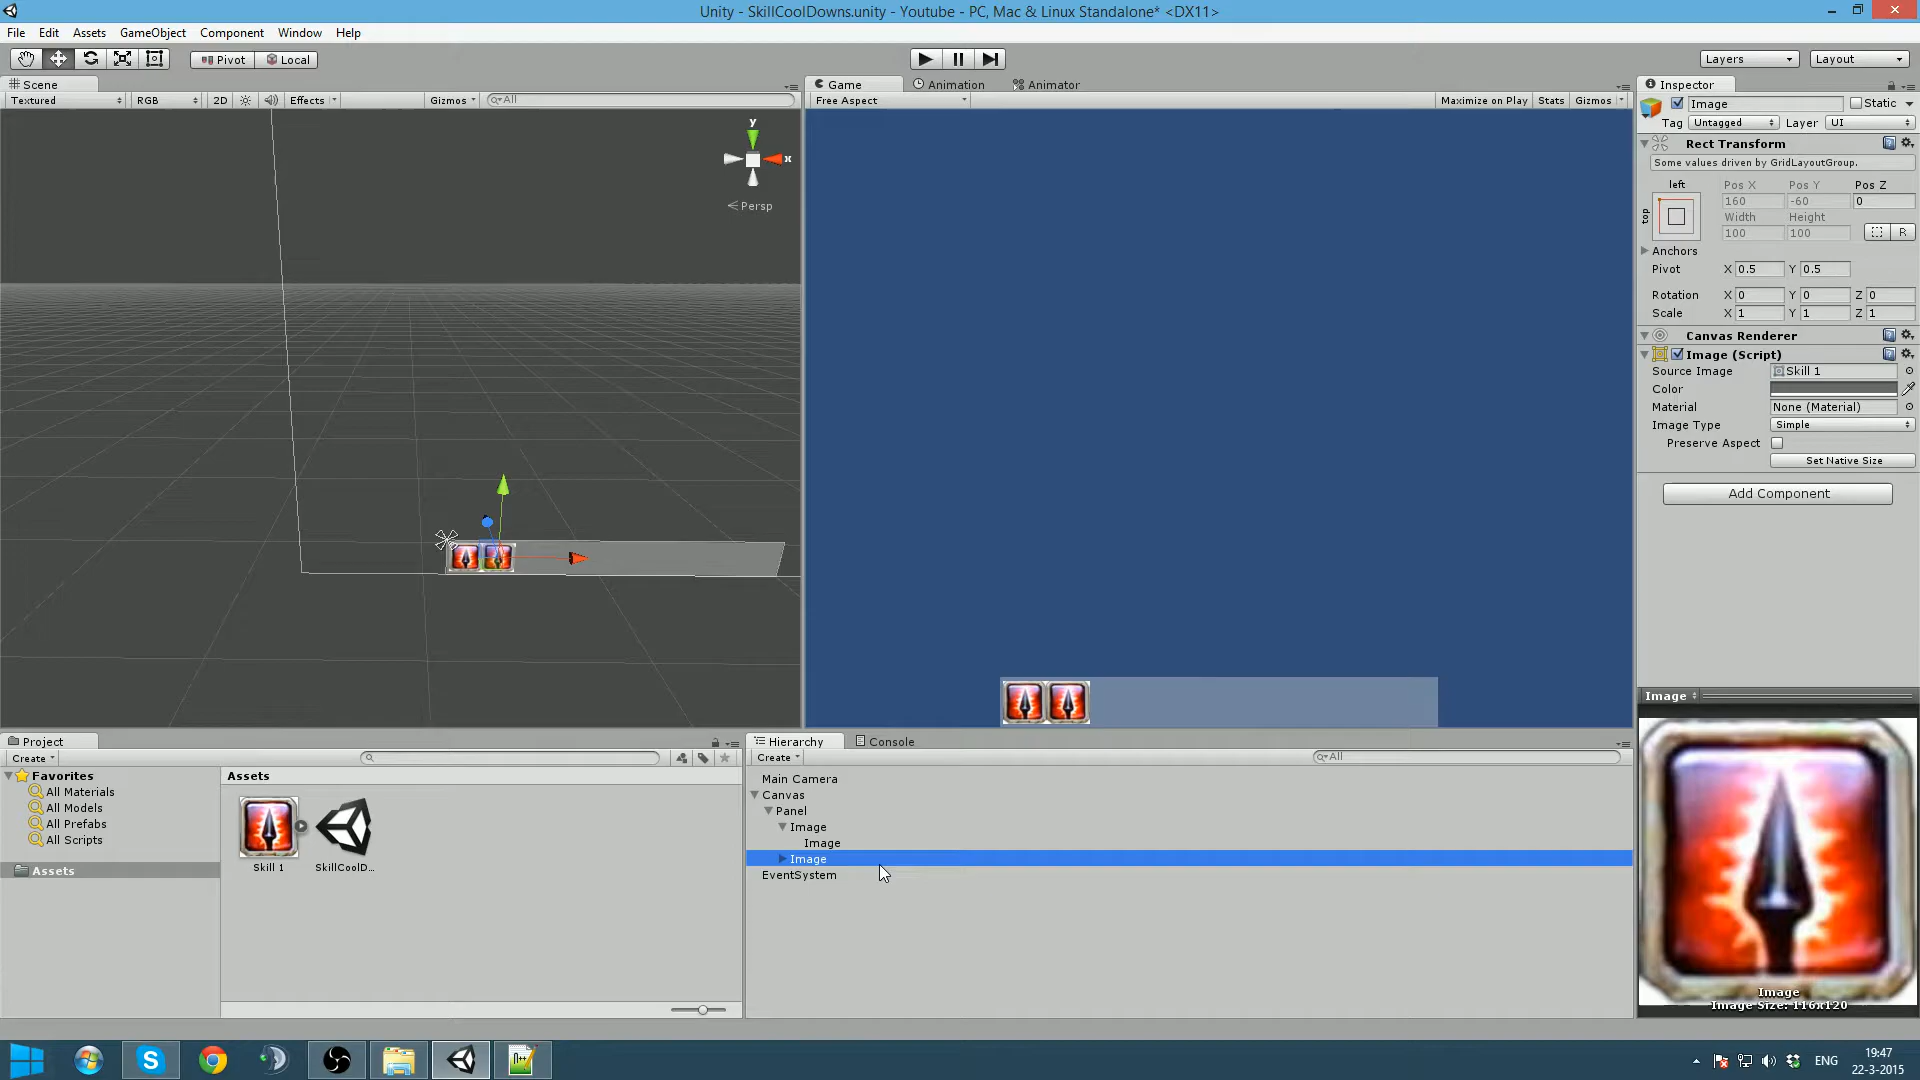 Unity - SkillCoolDowns.unity - Youtube - PC, Mac & Linux Standalone* <DX11>
File Edit Assets GameObject Component Window Help
Pivot Local Layers Layout
Scene Game Animation Animator Inspector
Textured RGB 2D Effects Gizmos All Free Aspect Maximize on Play Stats Gizmos
Image Static
Tag Untagged Layer UI
Rect Transform
Some values driven by GridLayoutGroup.
left Pos X Pos Y Pos Z
top 160 -60 0
Width Height
100 100 R
Anchors
Pivot X 0.5 Y 0.5
Rotation X 0 Y 0 Z 0
Scale X 1 Y 1 Z 1
Canvas Renderer
Image (Script)
Source Image Skill 1
Color
Material None (Material)
Image Type Simple
Preserve Aspect
Set Native Size
Add Component
y
x
Persp
Image
Project Hierarchy Console
Create Create All
Favorites Assets
All Materials
All Models
All Prefabs
All Scripts
Assets
Skill 1 SkillCoolD...
Main Camera
Canvas
Panel
Image
Image
Image
EventSystem
Image
Image Size: 116x120
ENG 19:47
22-3-2015